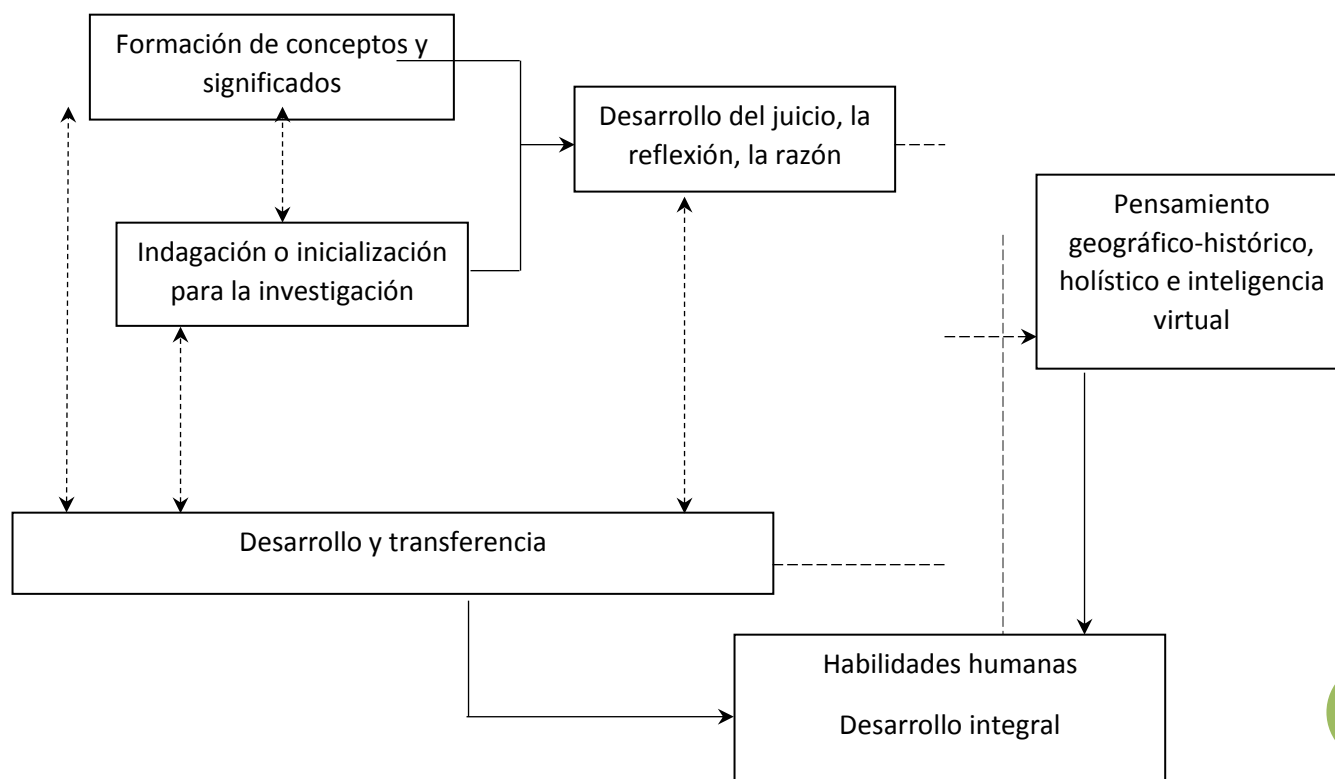 Formación de conceptos y
significados
Desarrollo del juicio, la
reflexión, la razón
Indagación o inicialización
para la investigación
Pensamiento
geográfico-histórico,
holístico e inteligencia
virtual
Desarrollo y transferencia
Habilidades humanas
Desarrollo integral